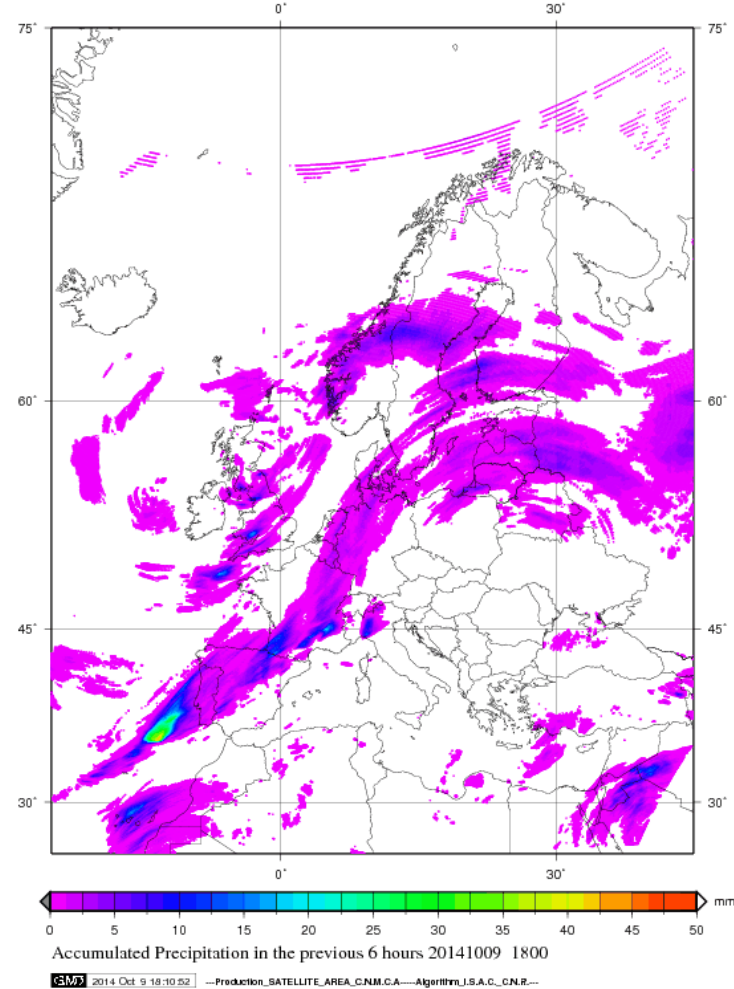 0° 30°
75° 75°
60° 60°
45° 45°
30° 30°
0° 30°
0 5 10 15 20 25 30 35 40 45 50 mm
Accumulated Precipitation in the previous 6 hours 20141009 1800
GMD 2014 Oct 9 18:10:52 ---Production_SATELLITE_AREA_C.N.M.C.A-----Algorithm_I.S.A.C._C.N.R.---